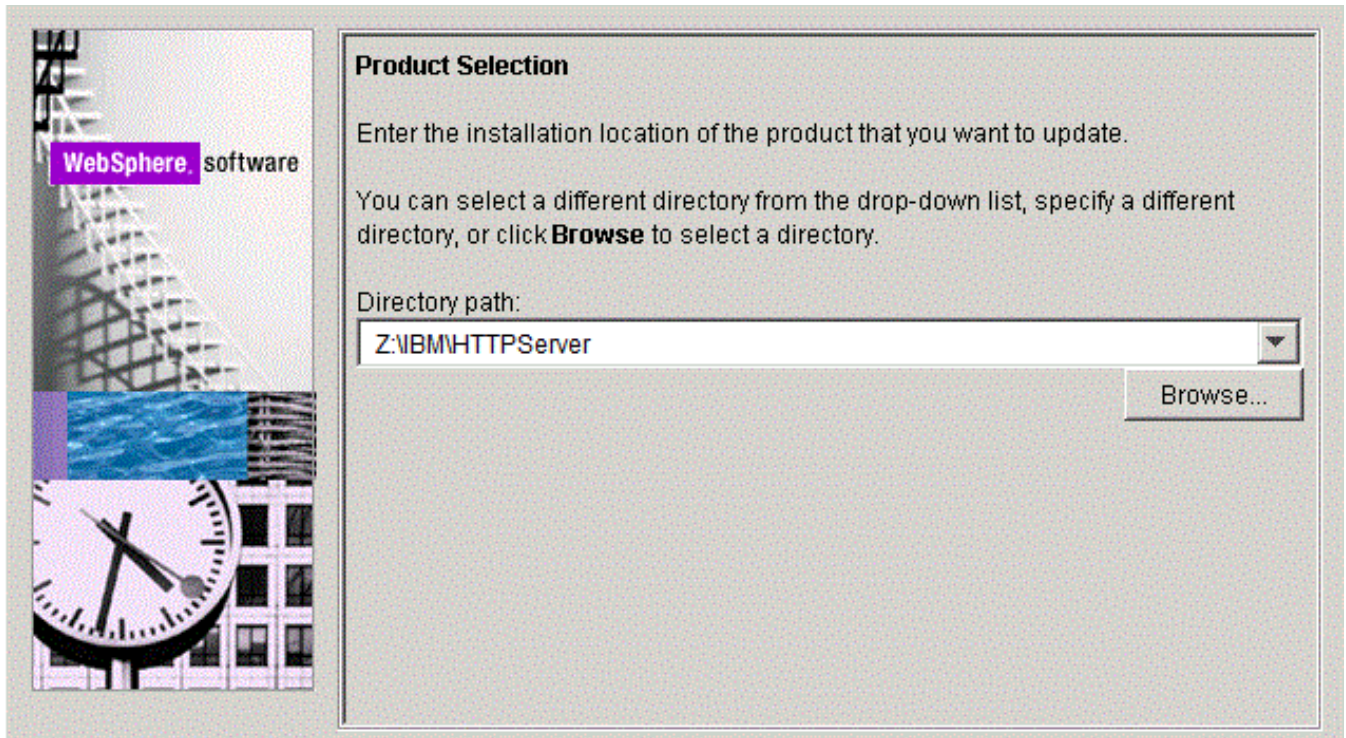 WebSphere. software
Product Selection
Enter the installation location of the product that you want to update.
You can select a different directory from the drop-down list, specify a different
directory, or click Browse to select a directory.
Directory path:
Z:\IBM\HTTPServer
Browse...